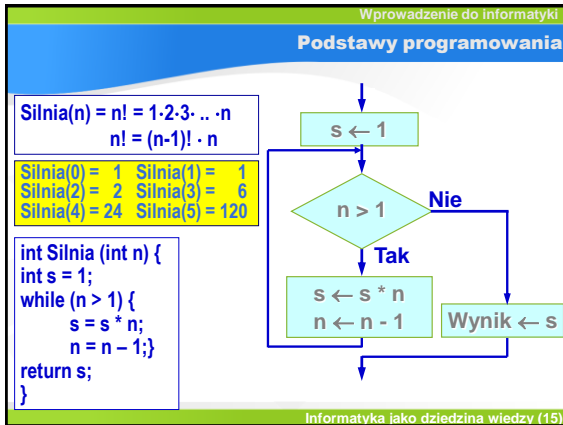 Wprowadzenie do informatyki
Podstawy programowania
Silnia(n) = n! = 1·2·3· .. ·n
n! = (n-1)! · n
Silnia(0) = 1 Silnia(1) = 1
Silnia(2) = 2 Silnia(3) = 6
Silnia(4) = 24 Silnia(5) = 120
int Silnia (int n) {
int s = 1;
while (n > 1) {
s = s * n;
n = n – 1;}
return s;
}
s ← 1
n > 1
Nie
Tak
s ← s * n
n ← n - 1
Wynik ← s
Informatyka jako dziedzina wiedzy (15)